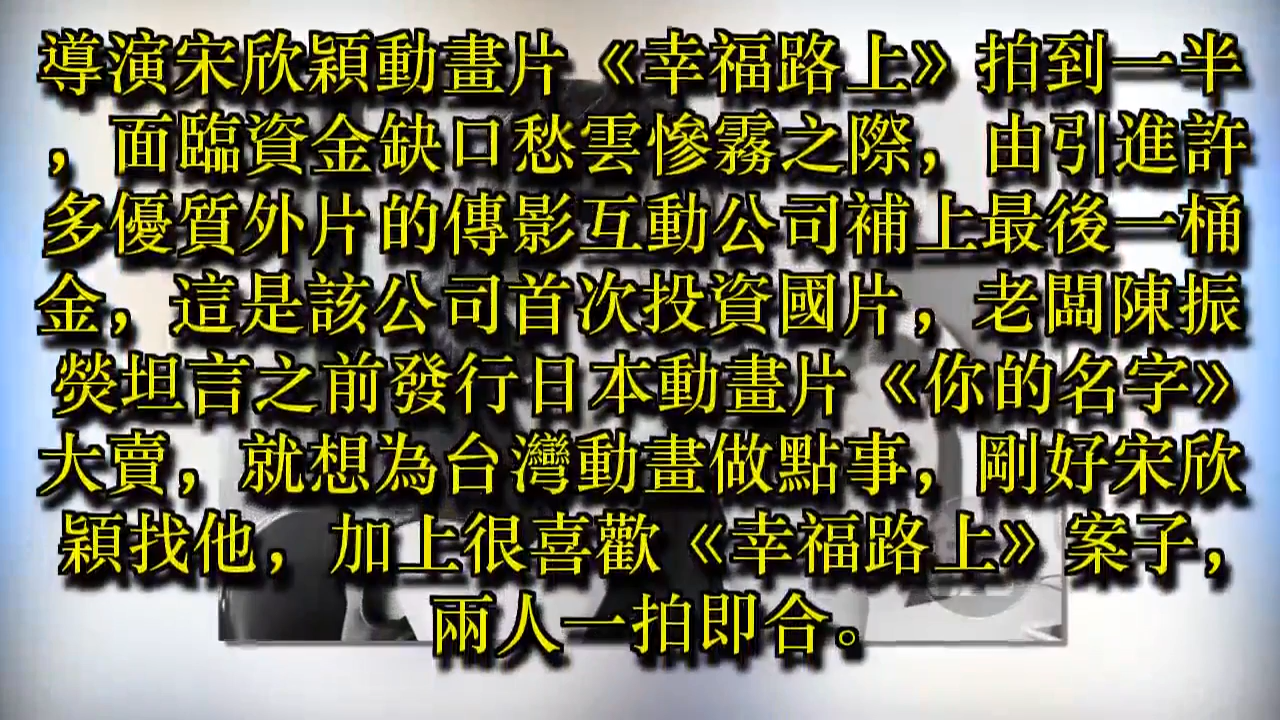 導演宋欣穎動畫片《幸福路上》拍到一半
，面臨資金缺口愁雲慘霧之際，由引進許
多優質外片的傳影互動公司補上最後一桶
金，這是該公司首次投資國片，老闆陳振
熒坦言之前發行日本動畫片《你的名字》
大賣，就想為台灣動畫做點事，剛好宋欣
穎找他，加上很喜歡《幸福路上》案子，
兩人一拍即合。